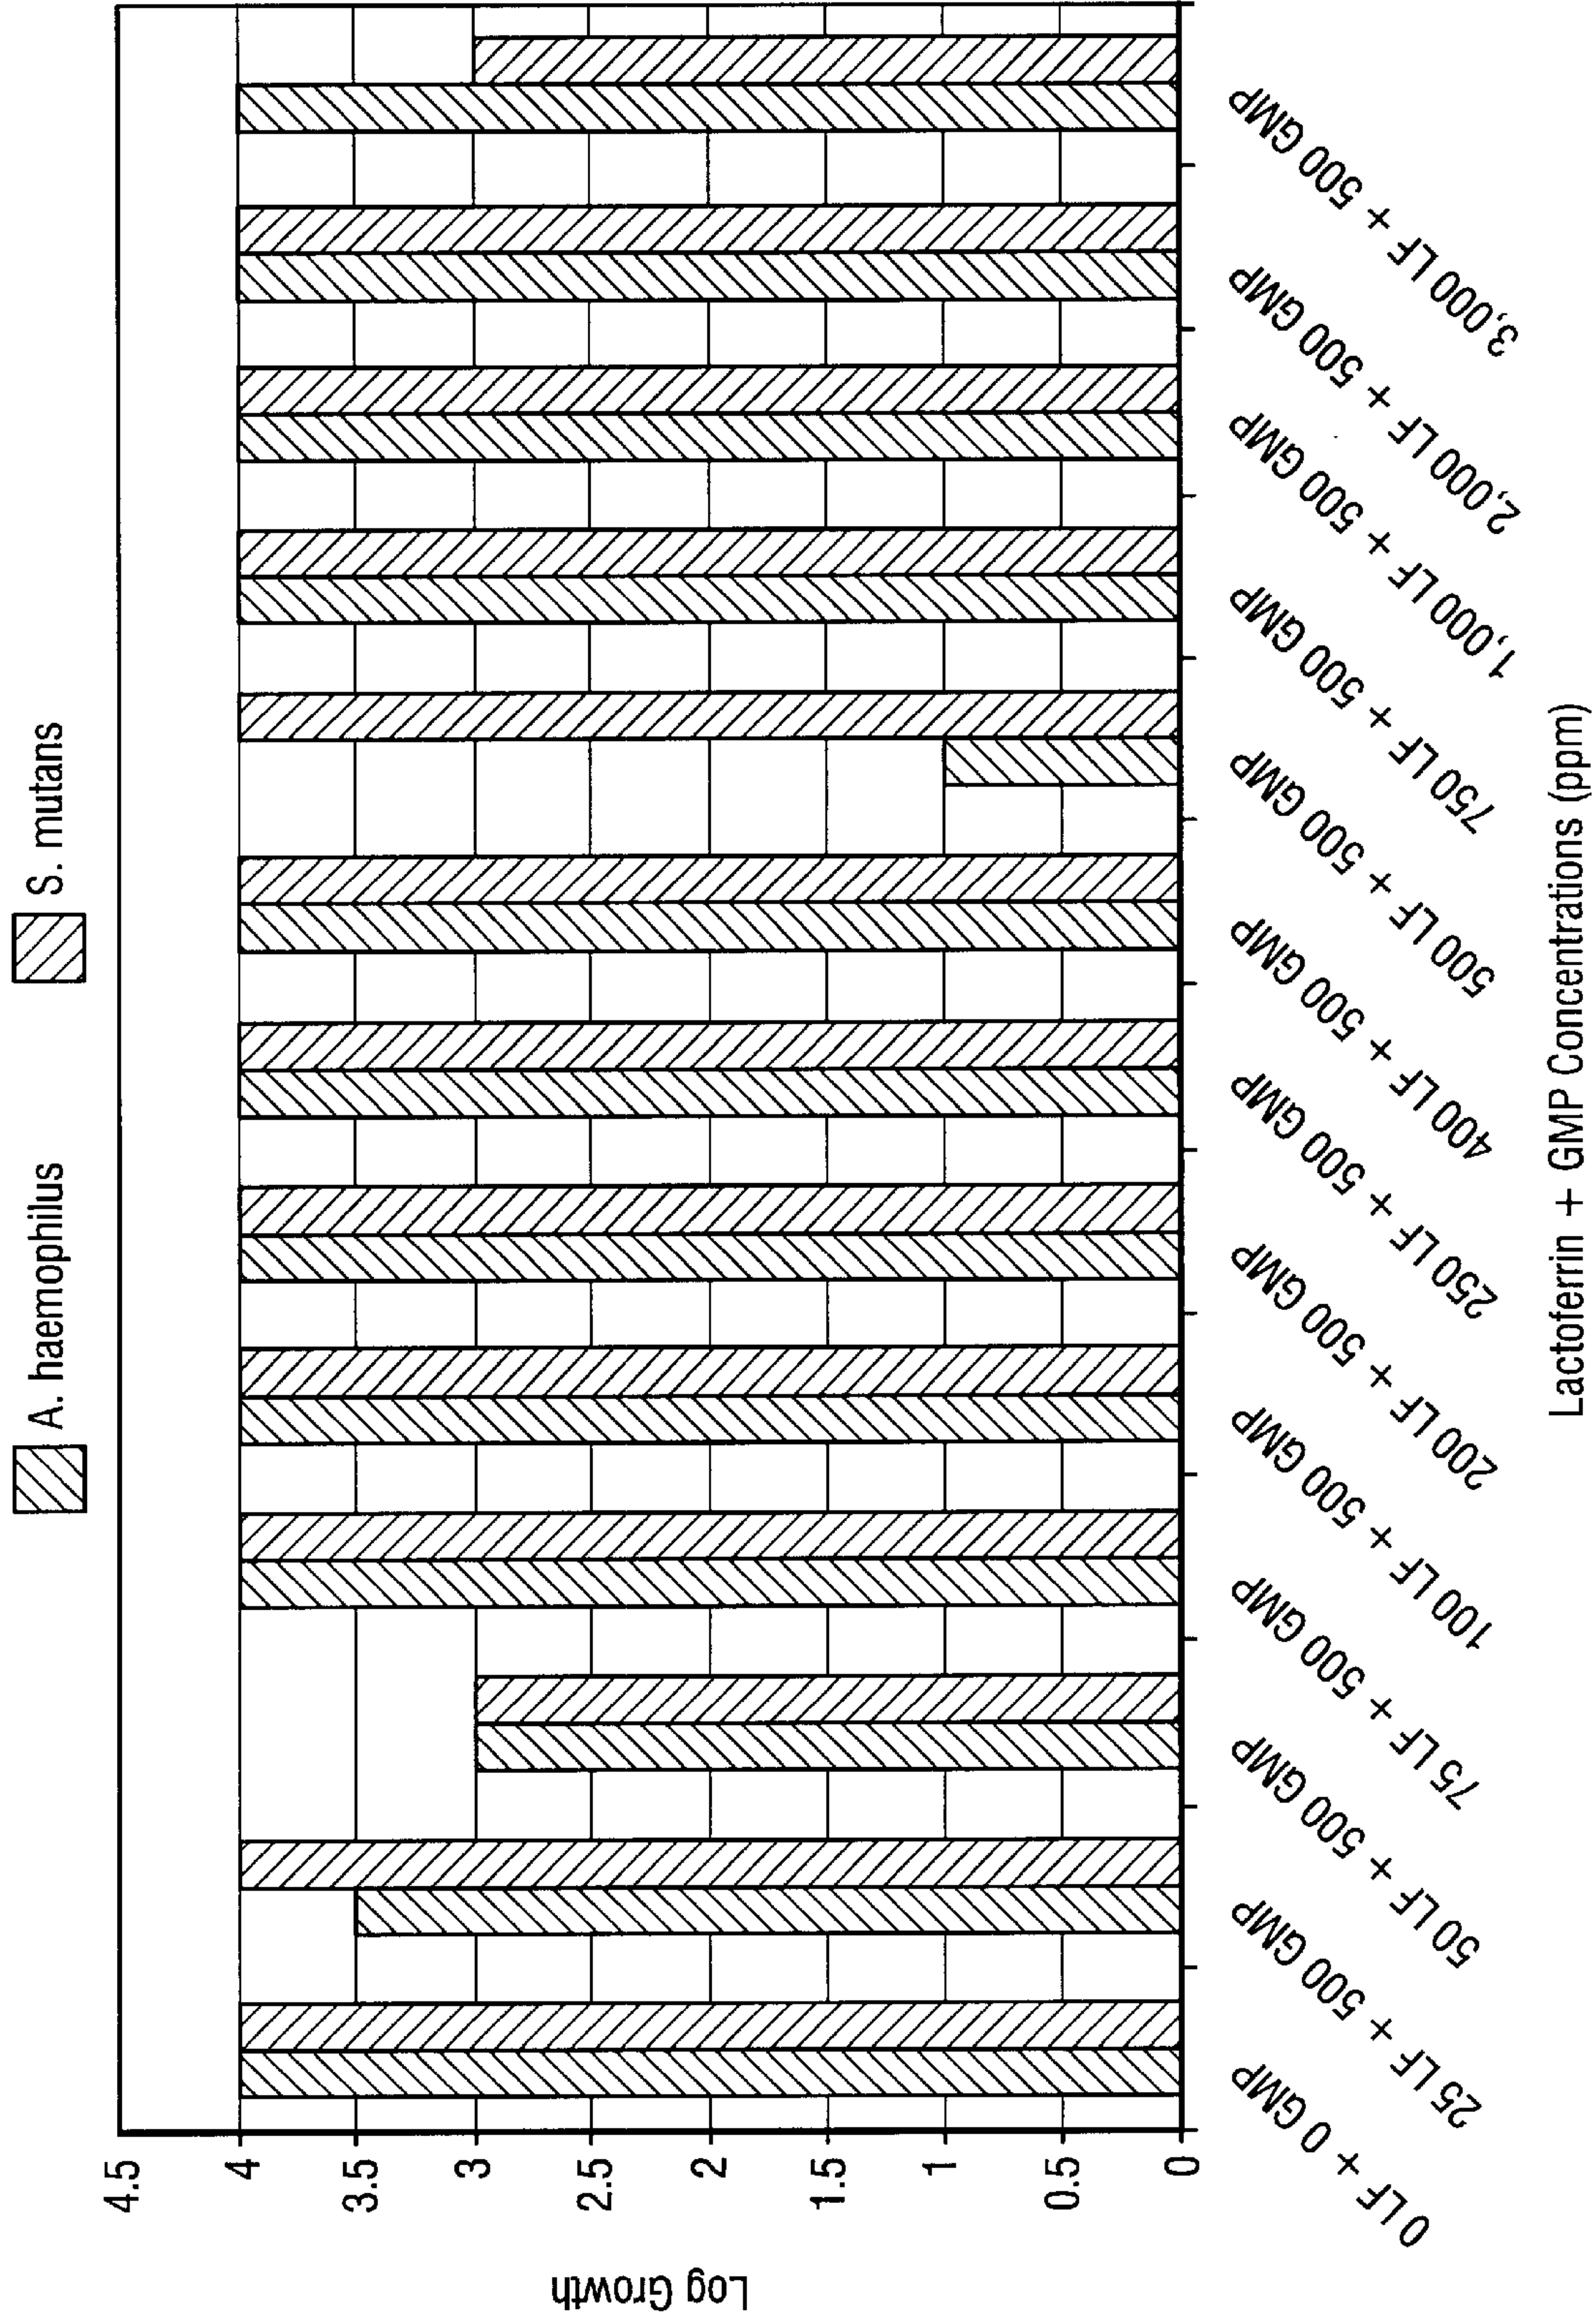 A. haemophilus
S. mutans
Log Growth
4.5
4
3.5
3
2.5
2
1.5
1
0.5
0
0 LF + 0 GMP
25 LF + 500 GMP
50 LF + 500 GMP
75 LF + 500 GMP
100 LF + 500 GMP
200 LF + 500 GMP
250 LF + 500 GMP
400 LF + 500 GMP
500 LF + 500 GMP
750 LF + 500 GMP
1,000 LF + 500 GMP
2,000 LF + 500 GMP
3,000 LF + 500 GMP
Lactoferrin + GMP Concentrations (ppm)